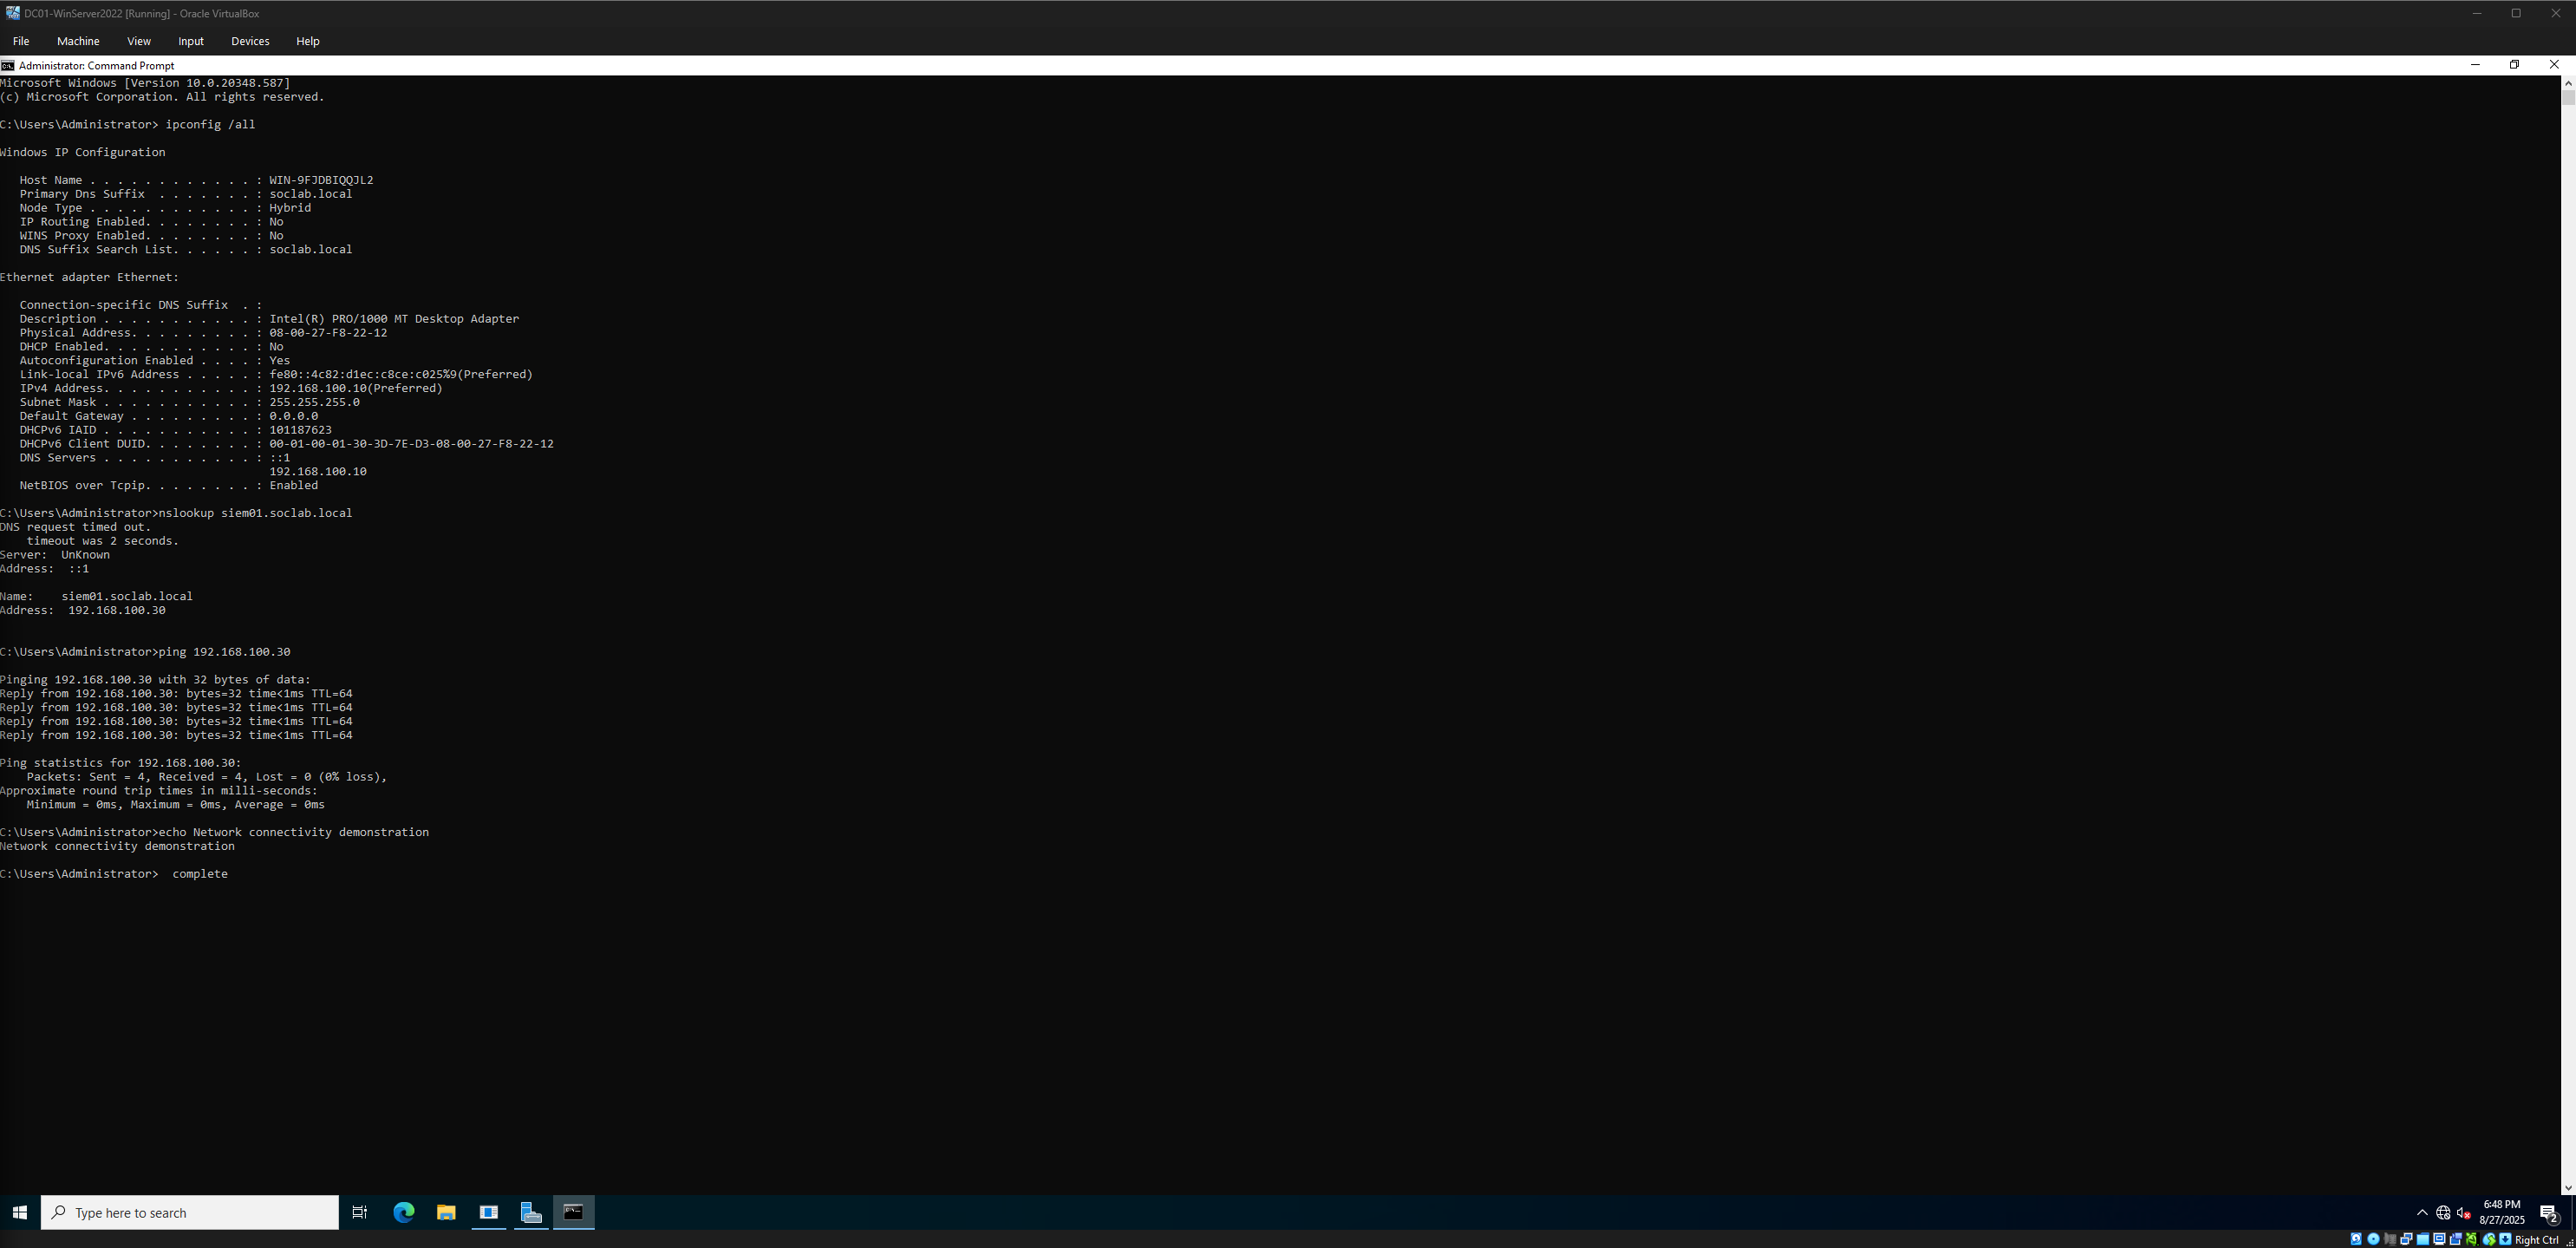 DC01-WinServer2022 [Running] - Oracle VirtualBox
File Machine View Input Devices Help
Administrator: Command Prompt
Microsoft Windows [Version 10.0.20348.587]
(c) Microsoft Corporation. All rights reserved.
C:\Users\Administrator> ipconfig /all
Windows IP Configuration
Host Name . . . . . . . . . . . . : WIN-9FJDBIQQJL2
Primary Dns Suffix  . . . . . . . : soclab.local
Node Type . . . . . . . . . . . . : Hybrid
IP Routing Enabled. . . . . . . . : No
WINS Proxy Enabled. . . . . . . . : No
DNS Suffix Search List. . . . . . : soclab.local
Ethernet adapter Ethernet:
Connection-specific DNS Suffix  . :
Description . . . . . . . . . . . : Intel(R) PRO/1000 MT Desktop Adapter
Physical Address. . . . . . . . . : 08-00-27-F8-22-12
DHCP Enabled. . . . . . . . . . . : No
Autoconfiguration Enabled . . . . : Yes
Link-local IPv6 Address . . . . . : fe80::4c82:d1ec:c8ce:c025%9(Preferred)
IPv4 Address. . . . . . . . . . . : 192.168.100.10(Preferred)
Subnet Mask . . . . . . . . . . . : 255.255.255.0
Default Gateway . . . . . . . . . : 0.0.0.0
DHCPv6 IAID . . . . . . . . . . . : 101187623
DHCPv6 Client DUID. . . . . . . . : 00-01-00-01-30-3D-7E-D3-08-00-27-F8-22-12
DNS Servers . . . . . . . . . . . : ::1
192.168.100.10
NetBIOS over Tcpip. . . . . . . . : Enabled
C:\Users\Administrator>nslookup siem01.soclab.local
DNS request timed out.
timeout was 2 seconds.
Server:  UnKnown
Address:  ::1
Name:    siem01.soclab.local
Address:  192.168.100.30
C:\Users\Administrator>ping 192.168.100.30
Pinging 192.168.100.30 with 32 bytes of data:
Reply from 192.168.100.30: bytes=32 time<1ms TTL=64
Reply from 192.168.100.30: bytes=32 time<1ms TTL=64
Reply from 192.168.100.30: bytes=32 time<1ms TTL=64
Reply from 192.168.100.30: bytes=32 time<1ms TTL=64
Ping statistics for 192.168.100.30:
Packets: Sent = 4, Received = 4, Lost = 0 (0% loss),
Approximate round trip times in milli-seconds:
Minimum = 0ms, Maximum = 0ms, Average = 0ms
C:\Users\Administrator>echo Network connectivity demonstration
Network connectivity demonstration
C:\Users\Administrator>  complete
Type here to search
6:48 PM
8/27/2025
2
Right Ctrl